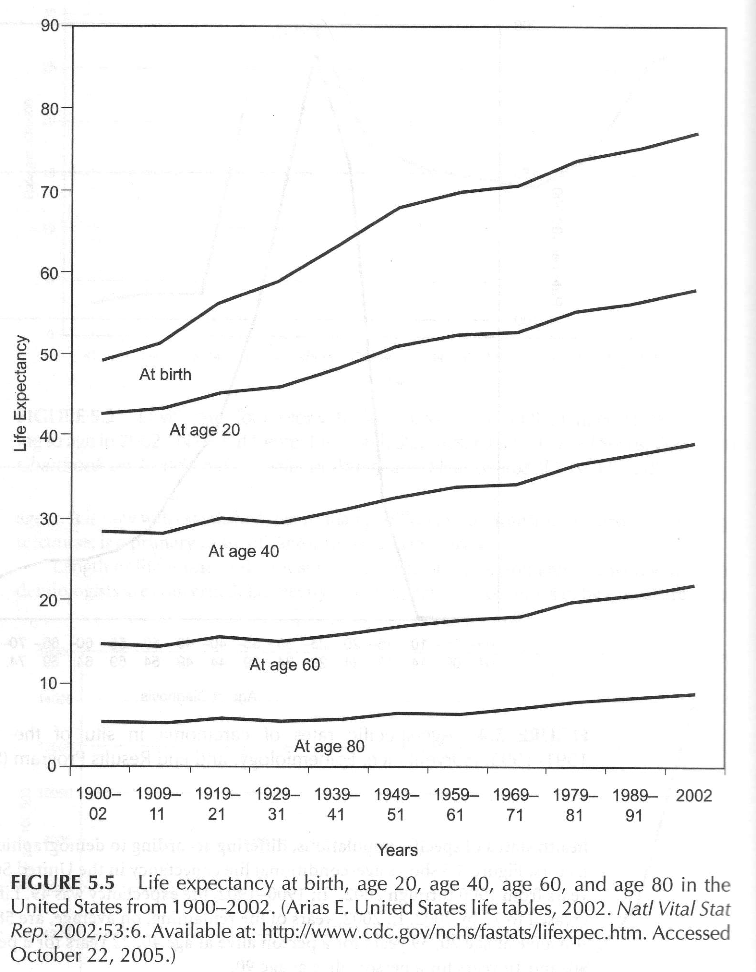 90
80
70
60
50
40
30
20
10
0
Life Expectancy
At birth
At age 20
At age 40
At age 60
At age 80
1900– 1909– 1919– 1929– 1939– 1949– 1959– 1969– 1979– 1989– 2002
02 11 21 31 41 51 61 71 81 91
Years
FIGURE 5.5 Life expectancy at birth, age 20, age 40, age 60, and age 80 in the
United States from 1900–2002. (Arias E. United States life tables, 2002. Natl Vital Stat
Rep. 2002;53:6. Available at: http://www.cdc.gov/nchs/fastats/lifexpec.htm. Accessed
October 22, 2005.)